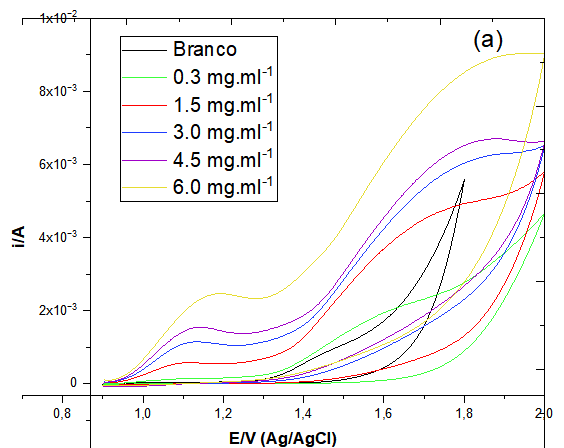 1x10⁻²
(a)
Branco
0.3 mg.ml⁻¹
1.5 mg.ml⁻¹
3.0 mg.ml⁻¹
4.5 mg.ml⁻¹
6.0 mg.ml⁻¹
8x10⁻³
6x10⁻³
4x10⁻³
2x10⁻³
0
i/A
0,8 1,0 1,2 1,4 1,6 1,8 2,0
E/V (Ag/AgCl)